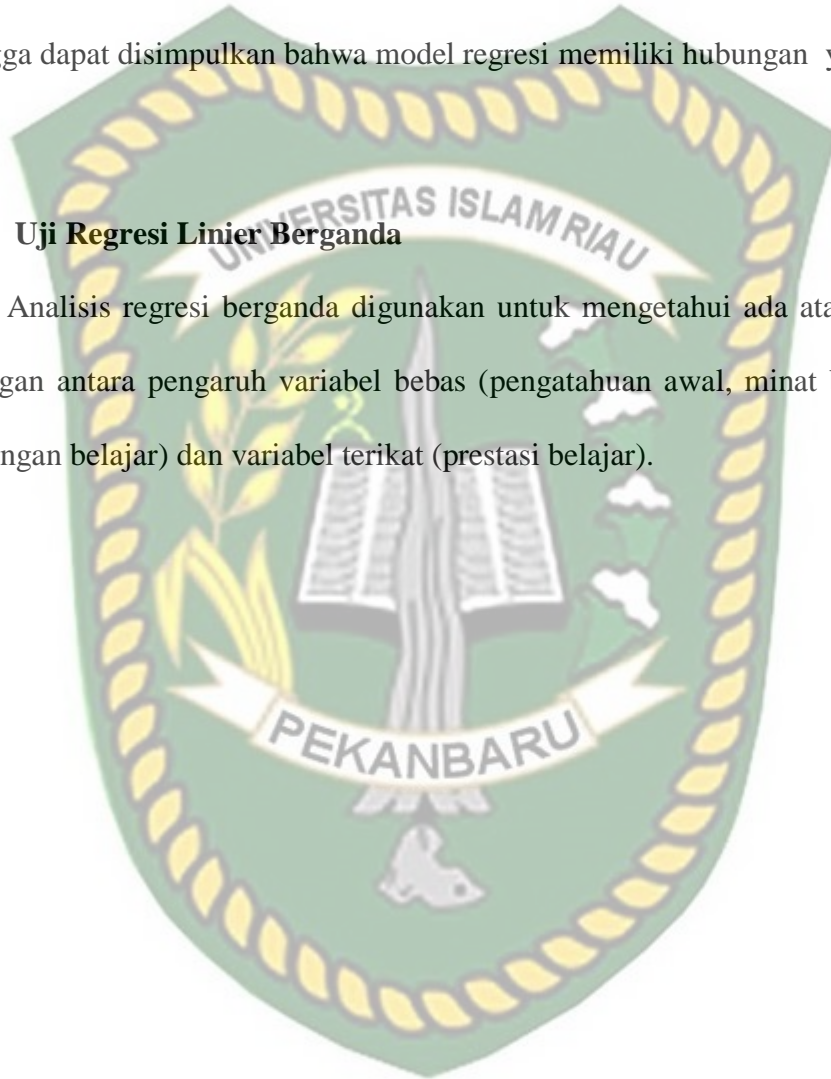 gga dapat disimpulkan bahwa model regresi memiliki hubungan y
UNIVERSITAS ISLAM RIAU
Uji Regresi Linier Berganda
Analisis regresi berganda digunakan untuk mengetahui ada ata
gan antara pengaruh variabel bebas (pengatahuan awal, minat b
ngan belajar) dan variabel terikat (prestasi belajar).
PEKANBARU